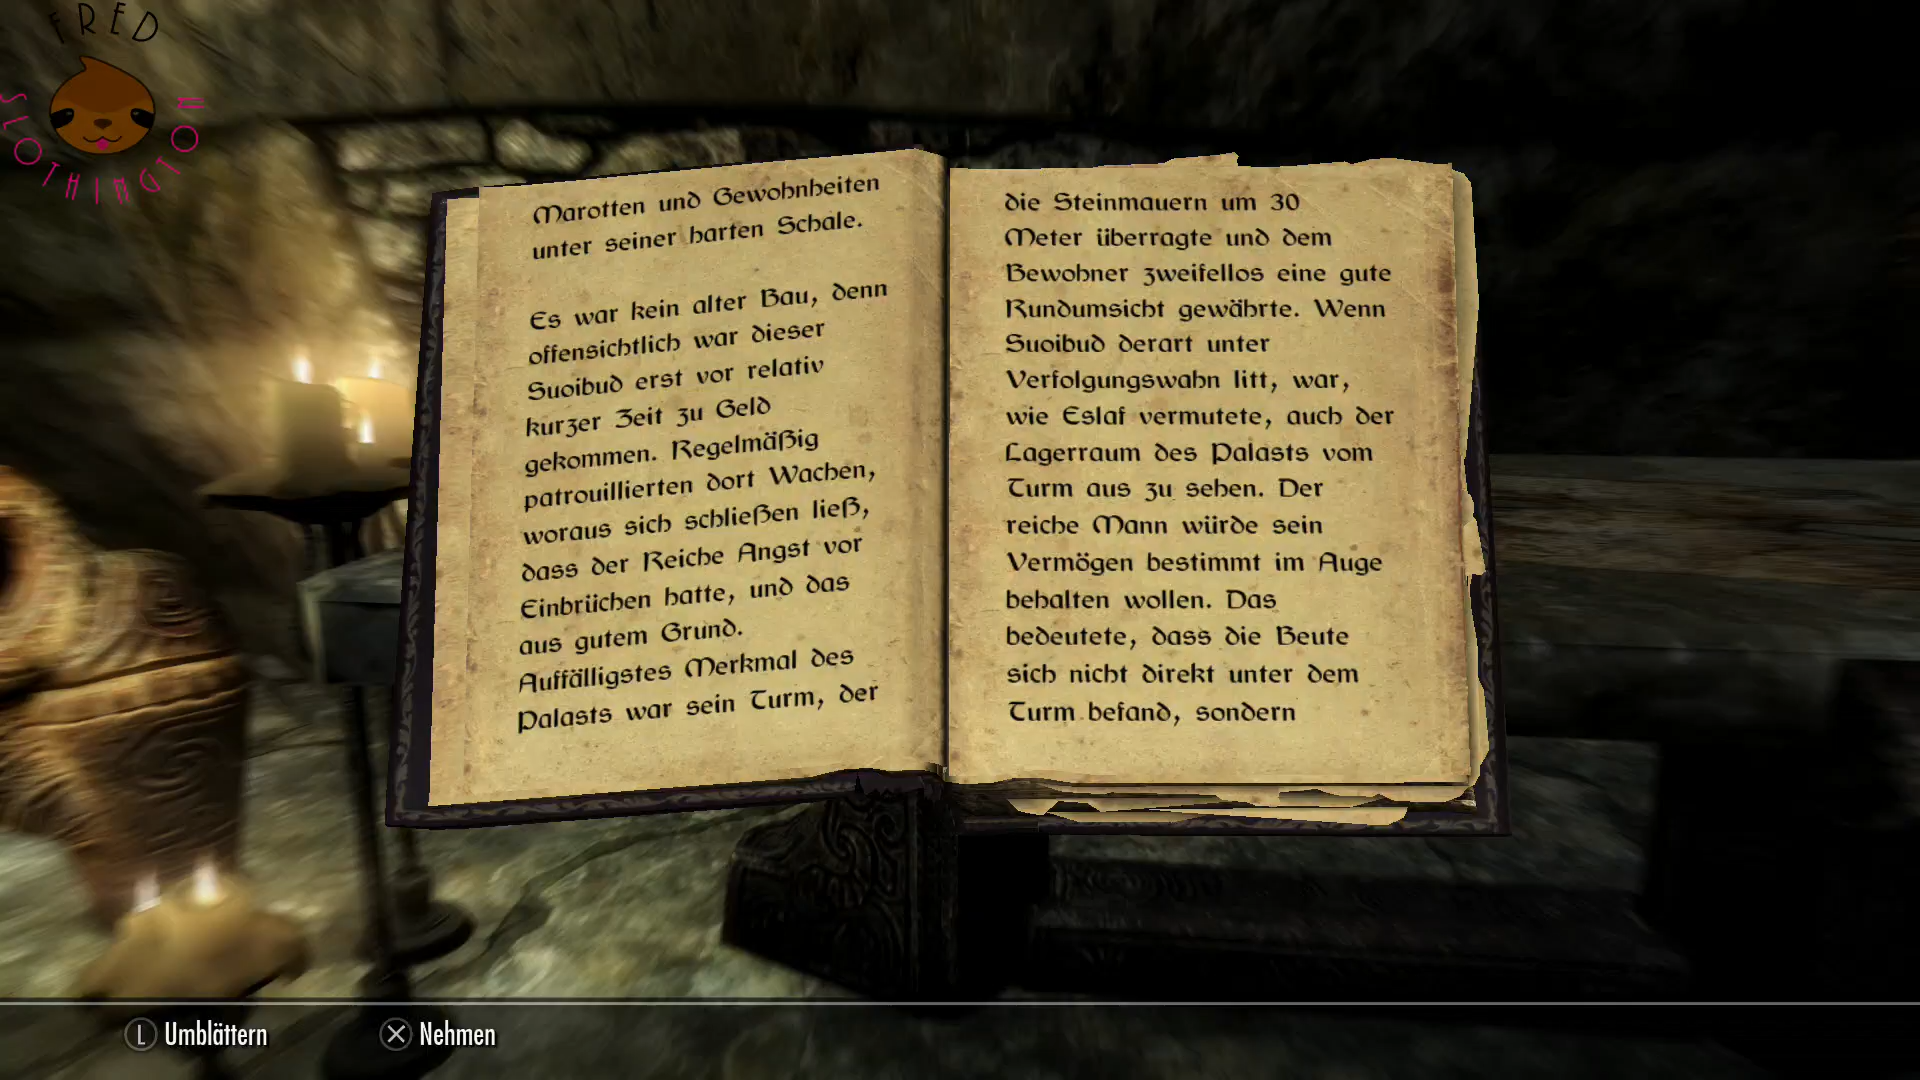 FRED
SLOTHINGTON
Marotten und Gewohnheiten
unter seiner harten Schale.
Es war kein alter Bau, denn
offensichtlich war dieser
Suoibud erst vor relativ
kurzer Zeit zu Geld
gekommen. Regelmäßig
patrouillierten dort Wachen,
woraus sich schließen ließ,
dass der Reiche Angst vor
Einbrüchen hatte, und das
aus gutem Grund.
Auffälligstes Merkmal des
Palasts war sein Turm, der
die Steinmauern um 30
Meter überragte und dem
Bewohner zweifellos eine gute
Rundumsicht gewährte. Wenn
Suoibud derart unter
Verfolgungswahn litt, war,
wie Eslaf vermutete, auch der
Lagerraum des Palasts vom
Turm aus zu sehen. Der
reiche Mann würde sein
Vermögen bestimmt im Auge
behalten wollen. Das
bedeutete, dass die Beute
sich nicht direkt unter dem
Turm befand, sondern
L Umblättern
X Nehmen